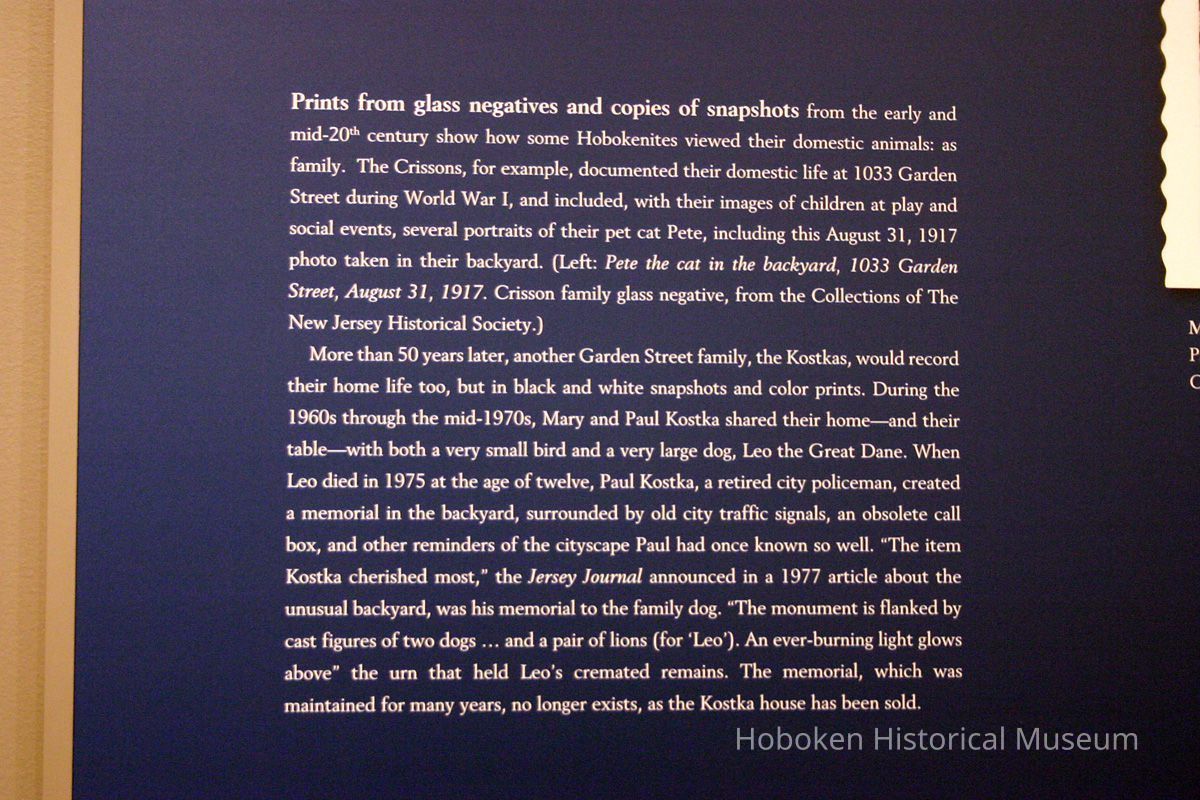 Prints from glass negatives and copies of snapshots from the early and
mid-20th century show how some Hobokenites viewed their domestic animals: as
family. The Crissons, for example, documented their domestic life at 1033 Garden
Street during World War I, and included, with their images of children at play and
social events, several portraits of their pet cat Pete, including this August 31, 1917
photo taken in their backyard. (Left: Pete the cat in the backyard, 1033 Garden
Street, August 31, 1917. Crisson family glass negative, from the Collections of The
New Jersey Historical Society.)
More than 50 years later, another Garden Street family, the Kostkas, would record
their home life too, but in black and white snapshots and color prints. During the
1960s through the mid-1970s, Mary and Paul Kostka shared their home—and their
table—with both a very small bird and a very large dog, Leo the Great Dane. When
Leo died in 1975 at the age of twelve, Paul Kostka, a retired city policeman, created
a memorial in the backyard, surrounded by old city traffic signals, an obsolete call
box, and other reminders of the cityscape Paul had once known so well. “The item
Kostka cherished most,” the Jersey Journal announced in a 1977 article about the
unusual backyard, was his memorial to the family dog. “The monument is flanked by
cast figures of two dogs … and a pair of lions (for ‘Leo’). An ever-burning light glows
above” the urn that held Leo’s cremated remains. The memorial, which was
maintained for many years, no longer exists, as the Kostka house has been sold.
M
P
C
Hoboken Historical Museum